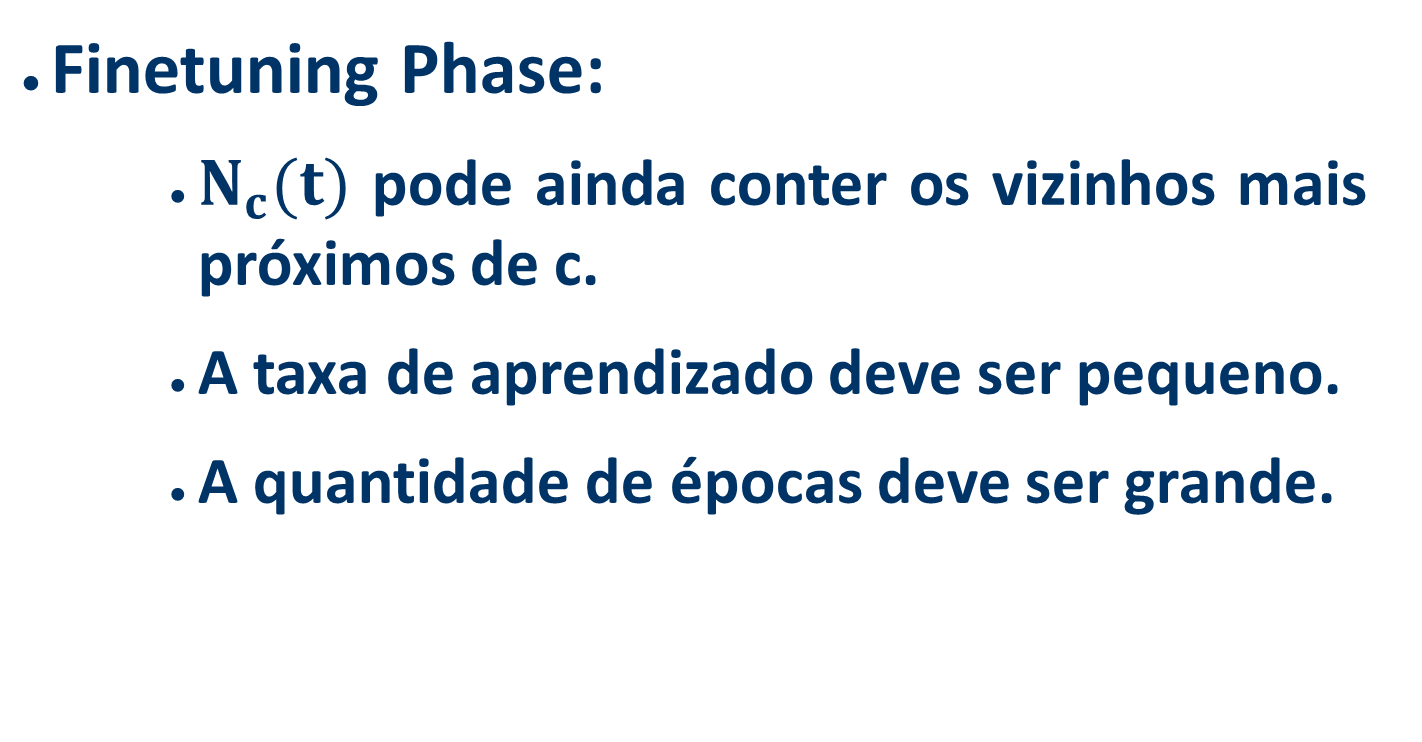 • Finetuning Phase:
• N_c(t) pode ainda conter os vizinhos mais
próximos de c.
• A taxa de aprendizado deve ser pequeno.
• A quantidade de épocas deve ser grande.